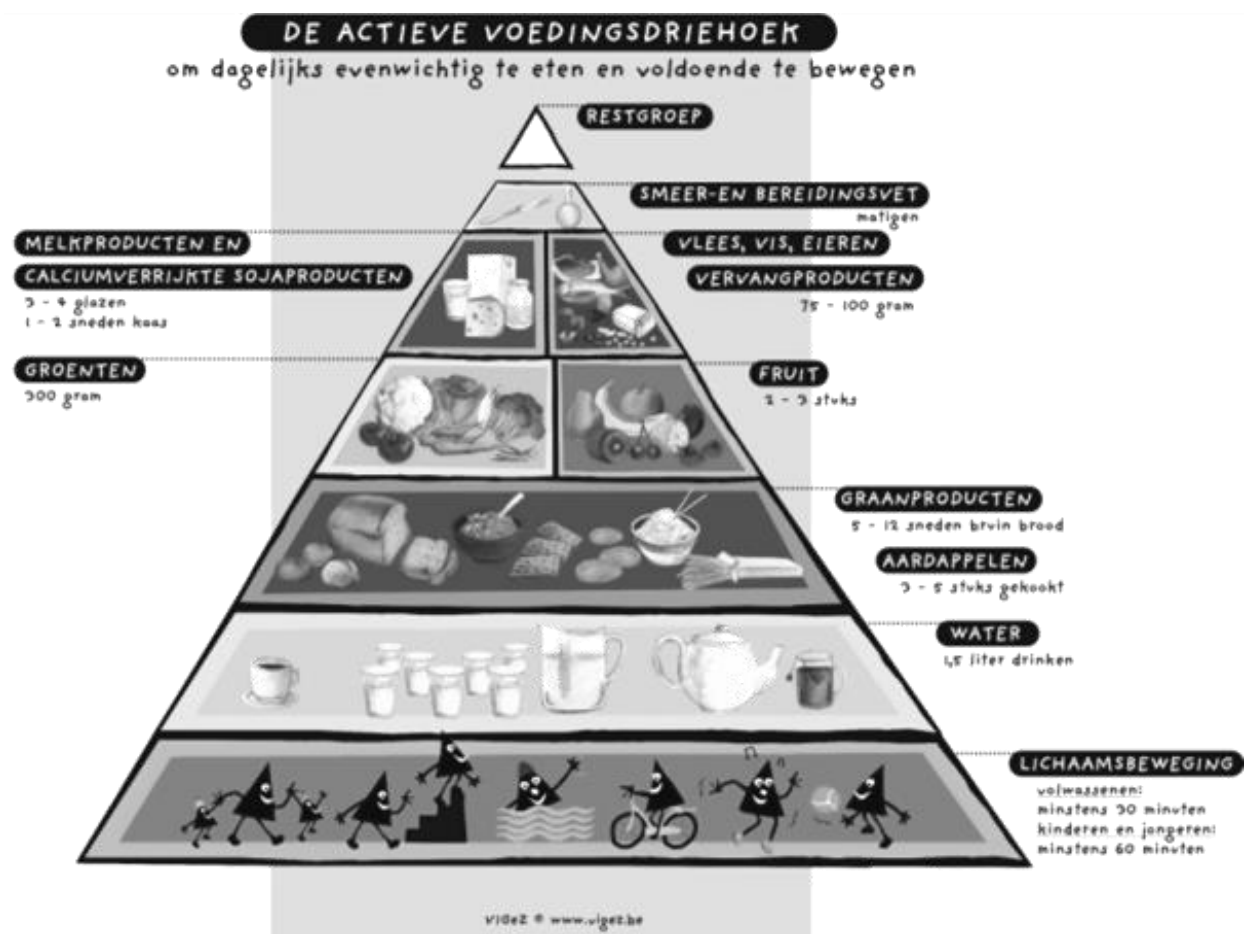 DE ACTIEVE VOEDINGSDRIEHOEK
om dagelijks evenwichtig te eten en voldoende te bewegen
RESTGROEP
SMEER-EN BEREIDINGSVET
matigen
MELKPRODUCTEN EN
CALCIUMVERRIJKTE SOJAPRODUCTEN
3 - 4 glazen
1 - 2 sneden kaas
VLEES, VIS, EIEREN
VERVANGPRODUCTEN
75 - 100 gram
GROENTEN
300 gram
FRUIT
2 - 3 stuks
GRAANPRODUCTEN
5 - 12 sneden bruin brood
AARDAPPELEN
3 - 5 stuks gekookt
WATER
1,5 liter drinken
LICHAAMSBEWEGING
volwassenen:
minstens 30 minuten
kinderen en jongeren:
minstens 60 minuten
VIGeZ © www.vigez.be